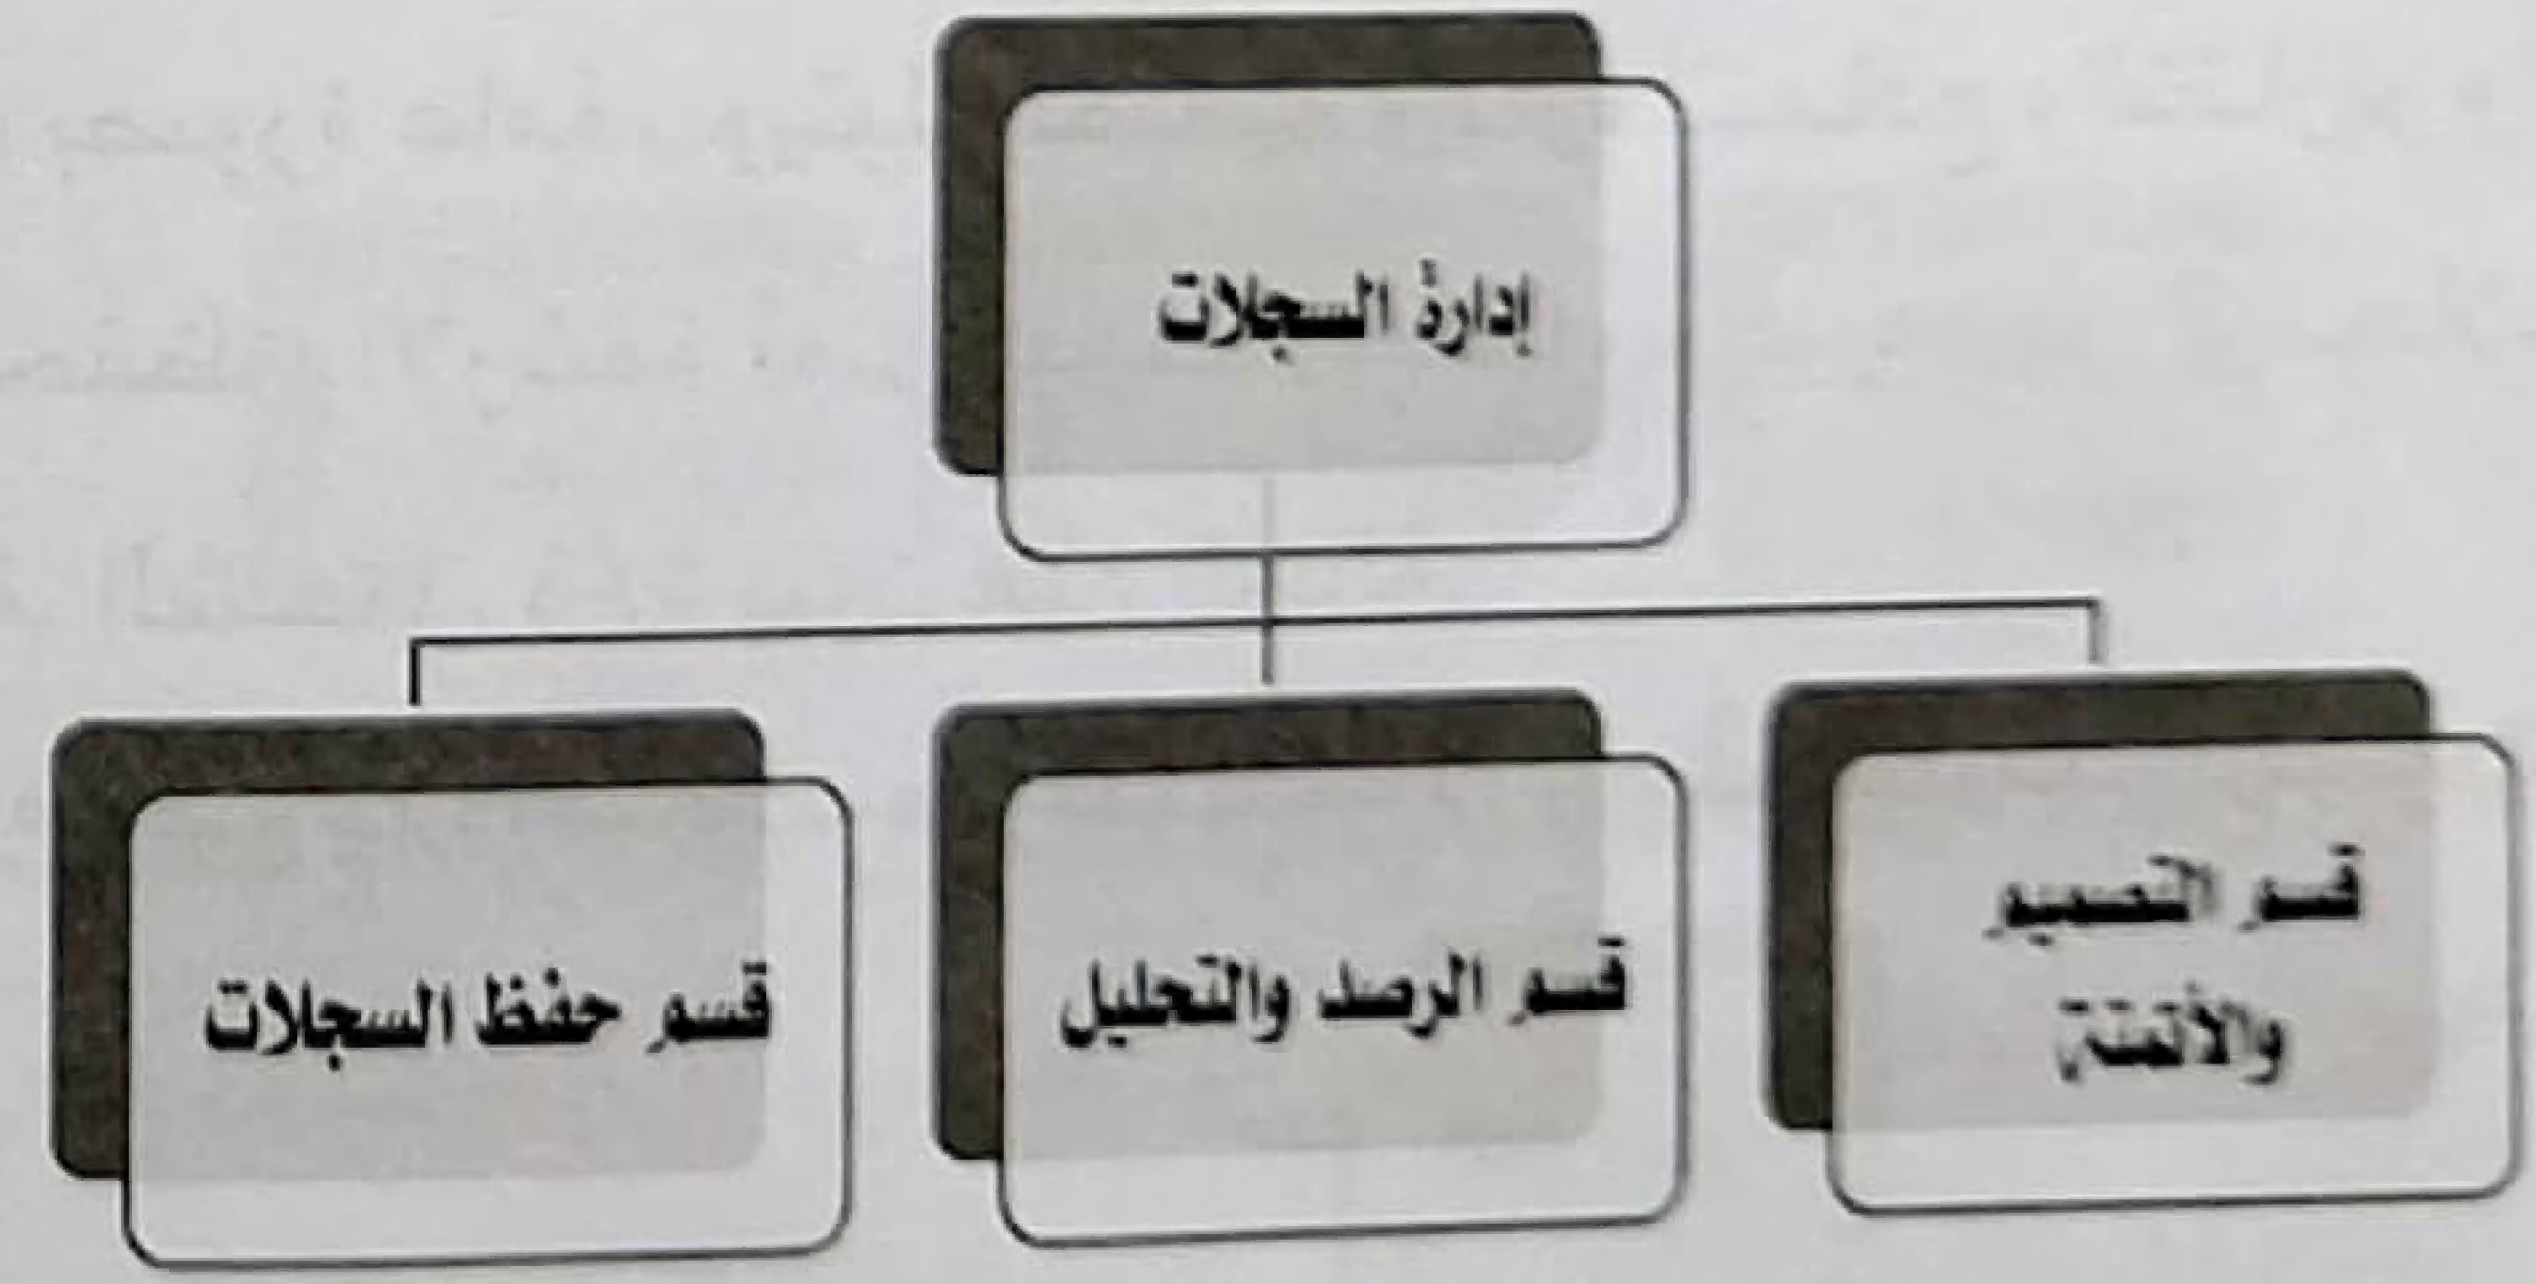 إدارة السجلات
قسم التصميم
والأتمتة
قسم الرصد والتحليل
قسم حفظ السجلات